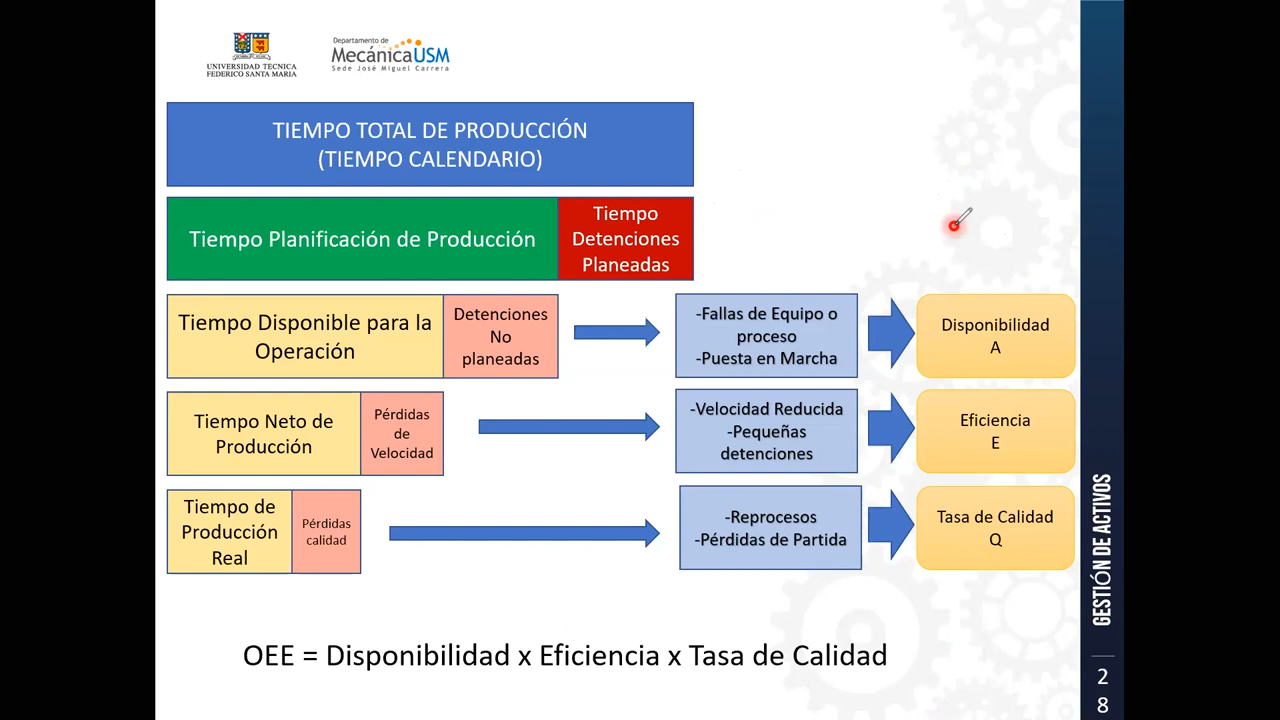 UNIVERSIDAD TECNICA
FEDERICO SANTA MARIA
Departamento de
MecánicaUSM
Sede José Miguel Carrera
TIEMPO TOTAL DE PRODUCCIÓN
(TIEMPO CALENDARIO)
Tiempo Planificación de Producción
Tiempo
Detenciones
Planeadas
Tiempo Disponible para la
Operación
Detenciones
No
planeadas
-Fallas de Equipo o
proceso
-Puesta en Marcha
Disponibilidad
A
Tiempo Neto de
Producción
Pérdidas
de
Velocidad
-Velocidad Reducida
-Pequeñas
detenciones
Eficiencia
E
Tiempo de
Producción
Real
Pérdidas
calidad
-Reprocesos
-Pérdidas de Partida
Tasa de Calidad
Q
OEE = Disponibilidad x Eficiencia x Tasa de Calidad
GESTIÓN DE ACTIVOS
2
8